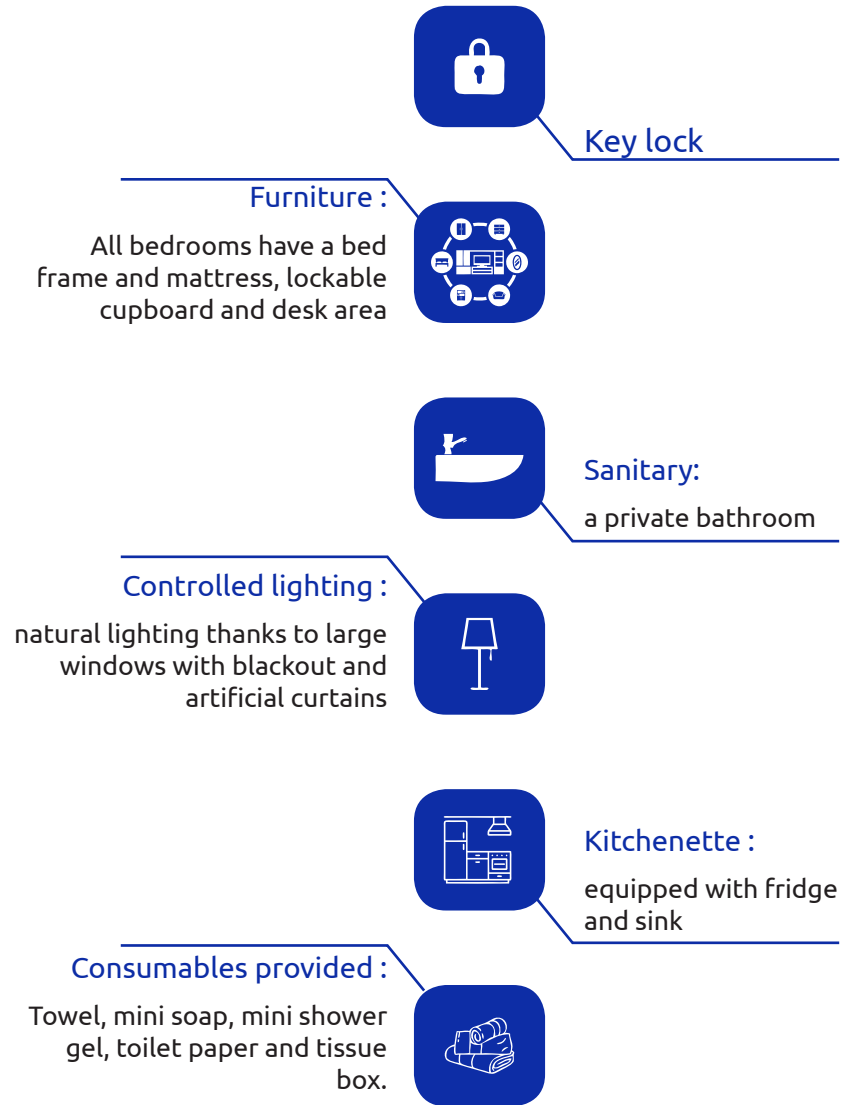 Key lock
Furniture :
All bedrooms have a bed
frame and mattress, lockable
cupboard and desk area
Sanitary:
a private bathroom
Controlled lighting :
natural lighting thanks to large
windows with blackout and
artificial curtains
Kitchenette :
equipped with fridge
and sink
Consumables provided :
Towel, mini soap, mini shower
gel, toilet paper and tissue
box.